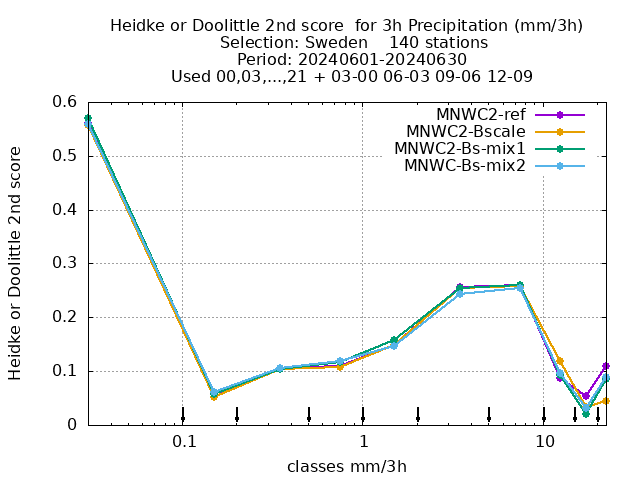 Heidke or Doolittle 2nd score  for 3h Precipitation (mm/3h)
Selection: Sweden    140 stations
Period: 20240601-20240630
Used 00,03,...,21 + 03-00 06-03 09-06 12-09
MNWC2-ref
MNWC2-Bscale
MNWC2-Bs-mix1
MNWC-Bs-mix2
Heidke or Doolittle 2nd score
0.6
0.5
0.4
0.3
0.2
0.1
0
0.1 1 10
classes mm/3h